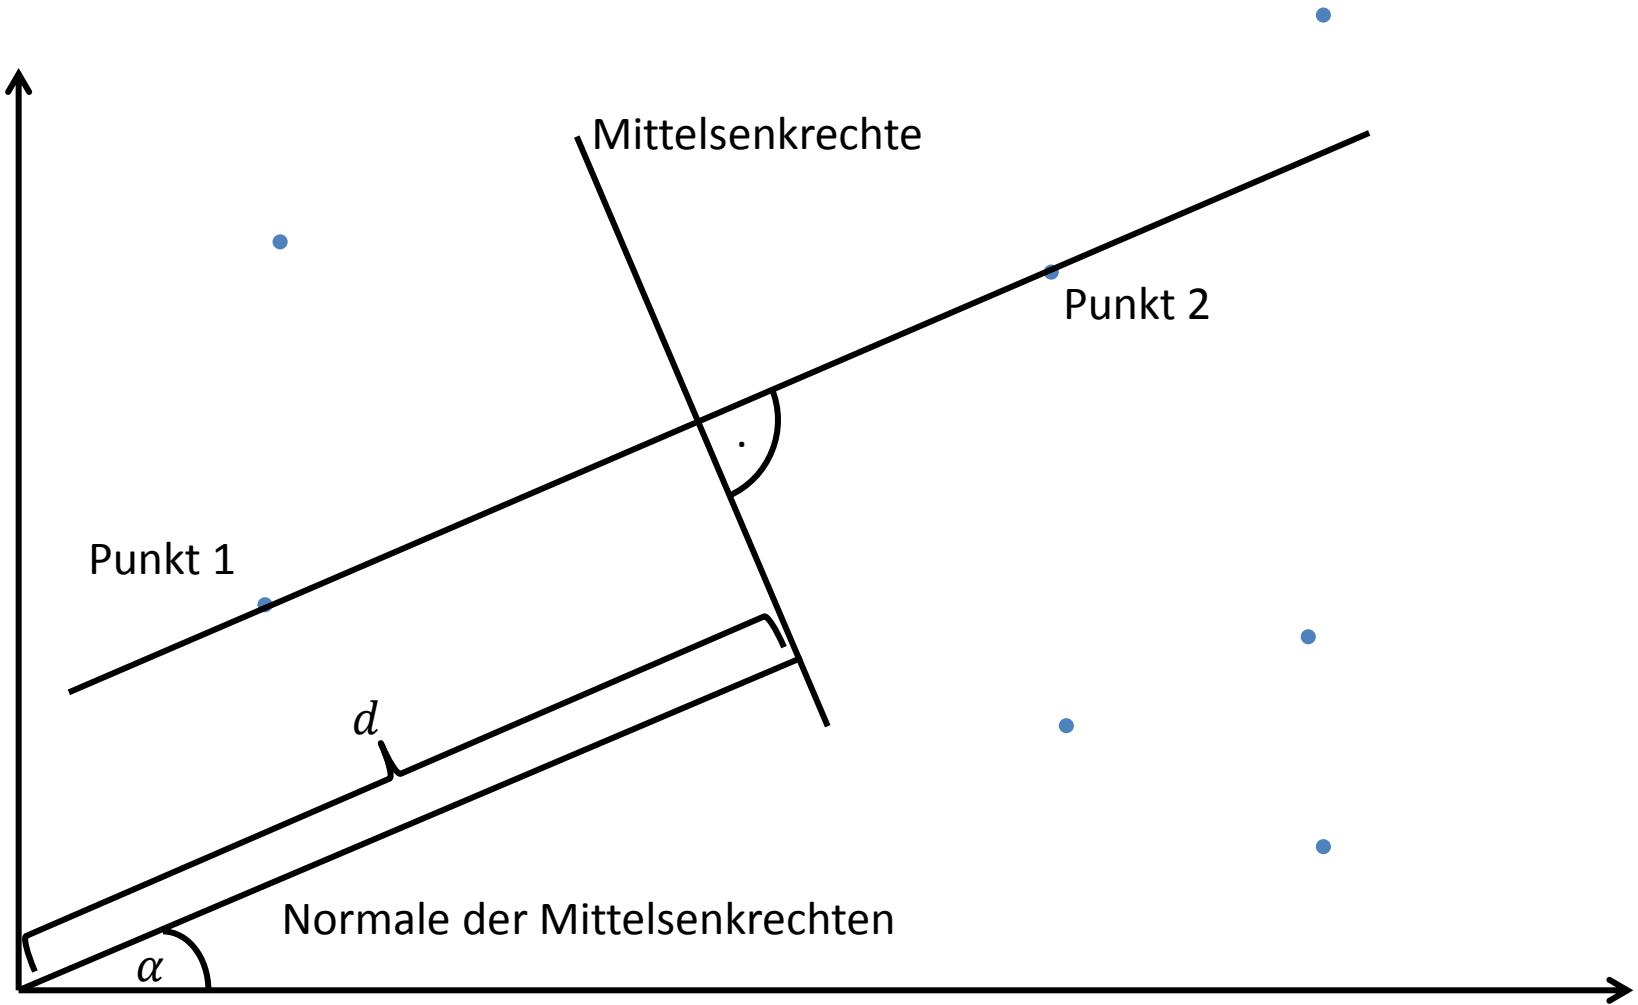 Mittelsenkrechte
Punkt 2
Punkt 1
d
Normale der Mittelsenkrechten
α